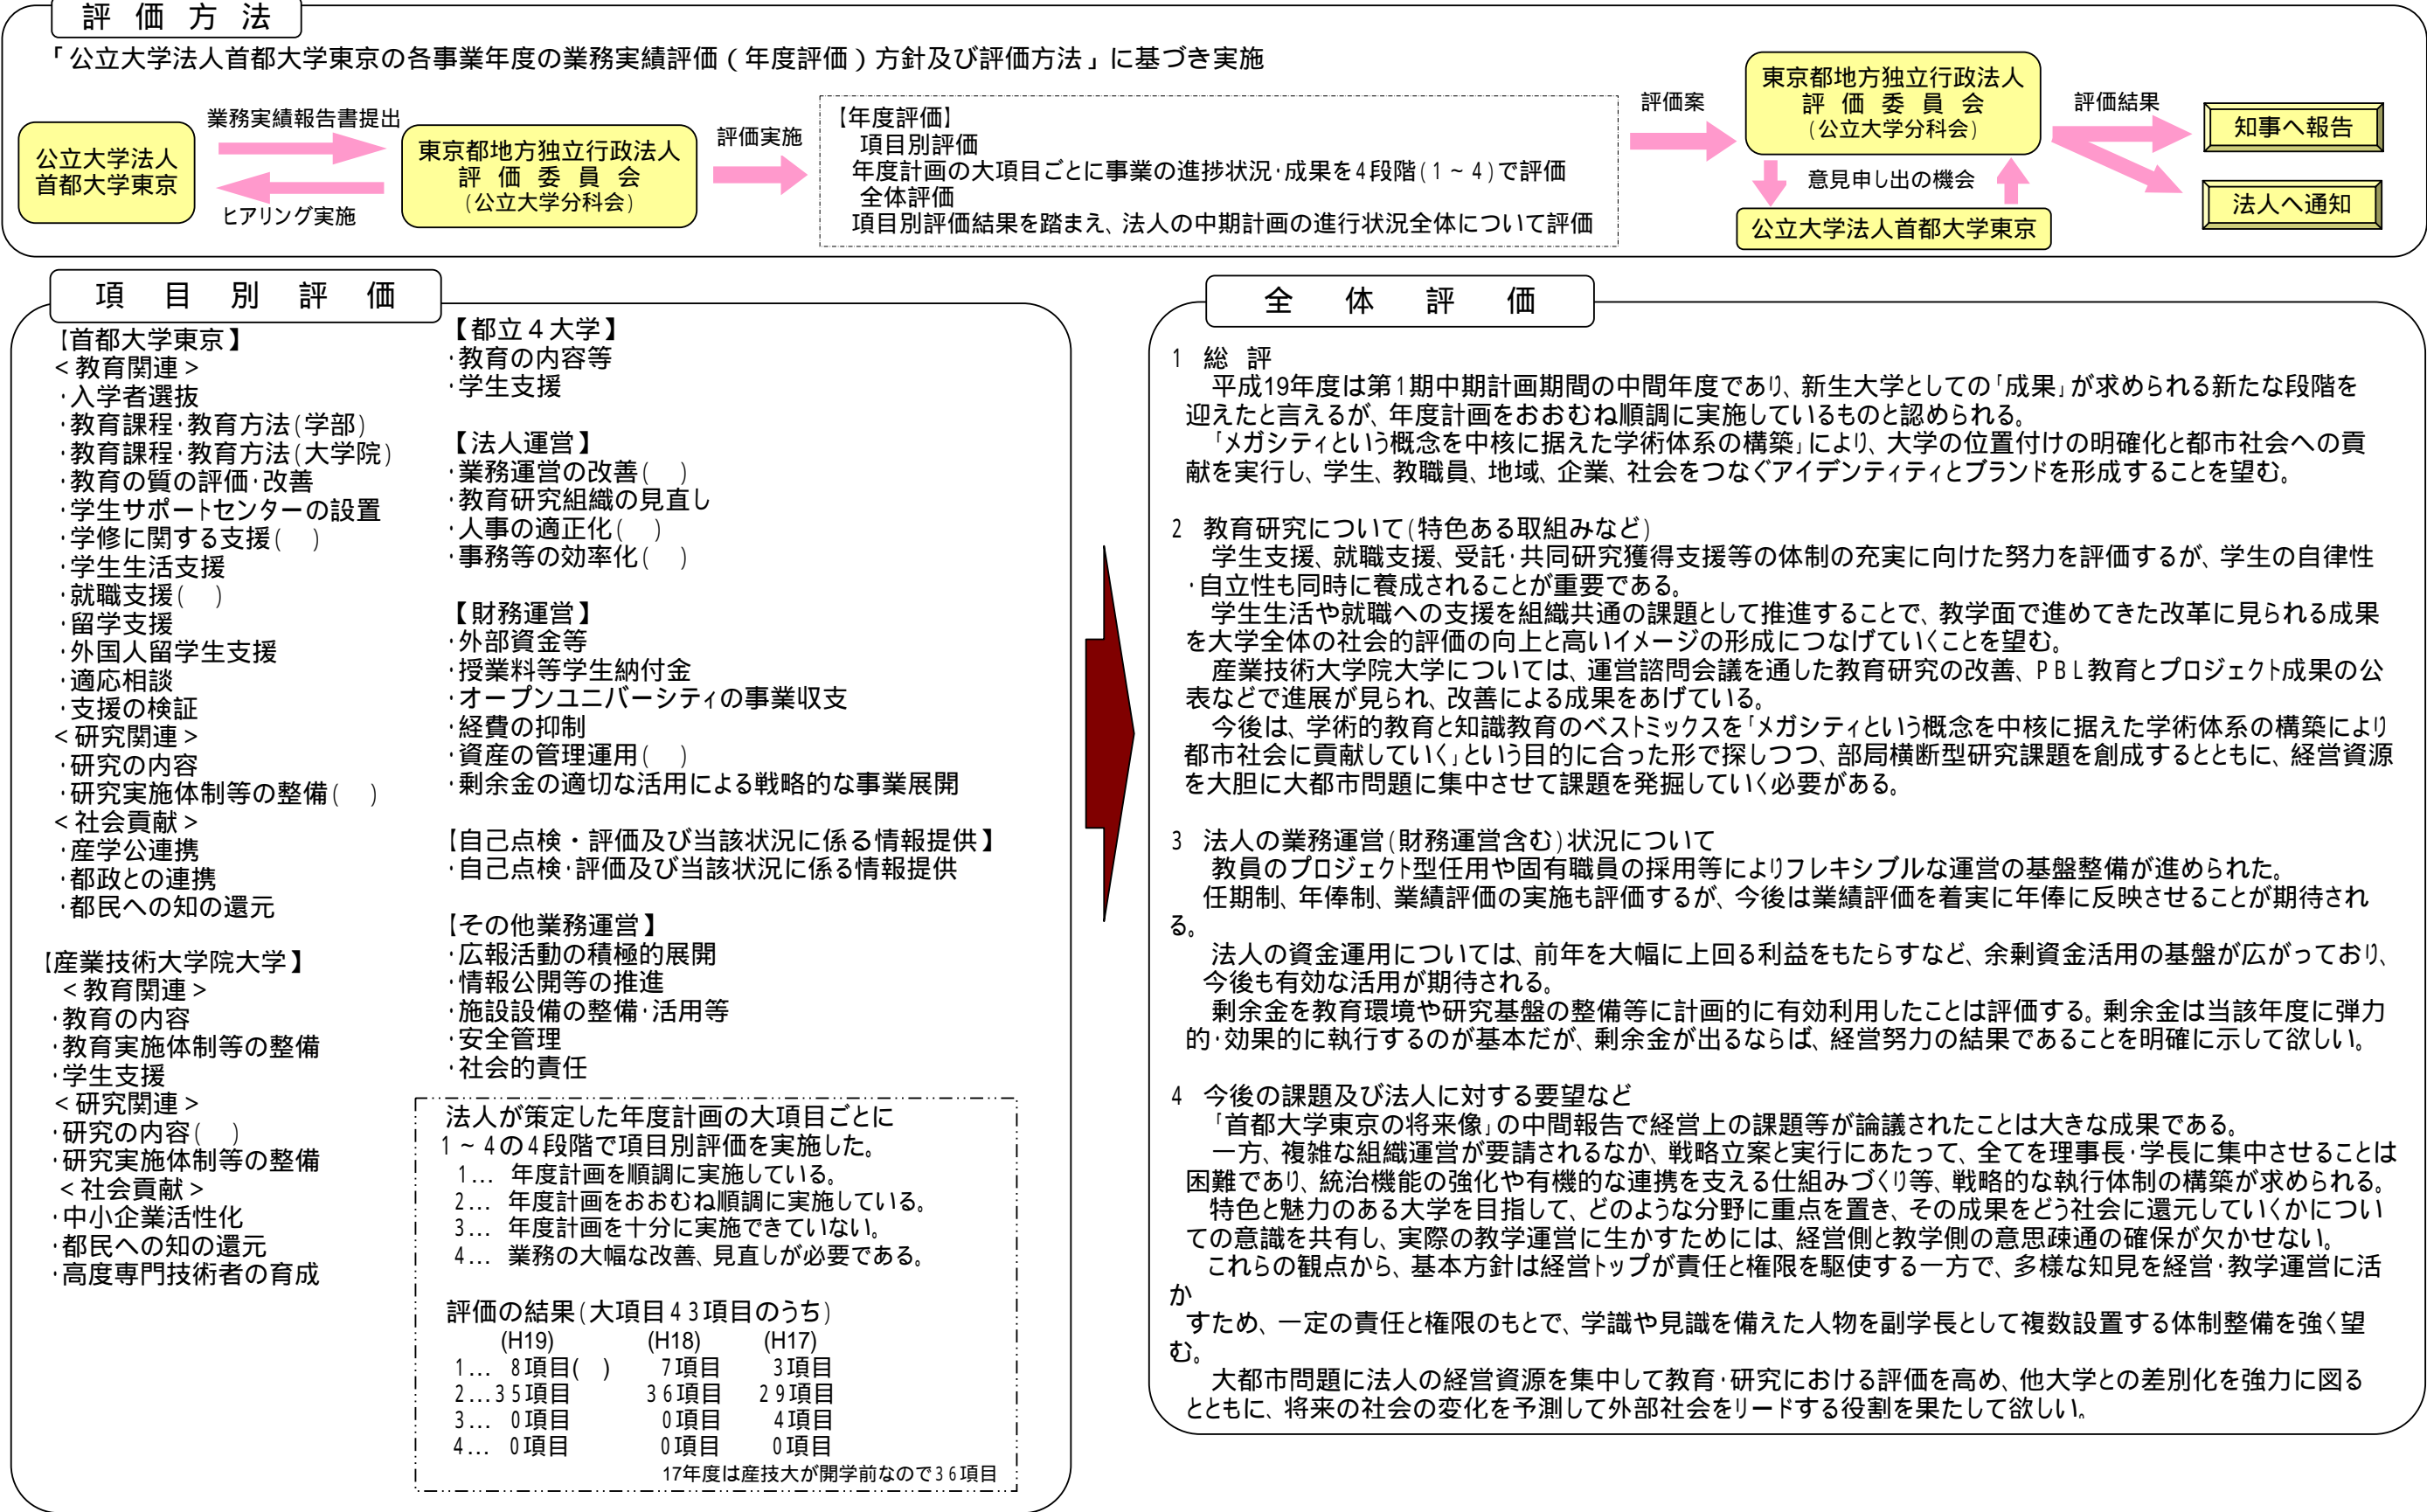 評価方法
「公立大学法人首都大学東京の各事業年度の業務実績評価(年度評価)方針及び評価方法」に基づき実施
公立大学法人
首都大学東京
業務実績報告書提出
ヒアリング実施
東京都地方独立行政法人
評価委員会
(公立大学分科会)
評価実施
【年度評価】
項目別評価
年度計画の大項目ごとに事業の進捗状況・成果を4段階(1~4)で評価
全体評価
項目別評価結果を踏まえ、法人の中期計画の進行状況全体について評価
評価案
東京都地方独立行政法人
評価委員会
(公立大学分科会)
意見申し出の機会
公立大学法人首都大学東京
評価結果
知事へ報告
法人へ通知
項目別評価
【首都大学東京】
<教育関連>
・入学者選抜
・教育課程・教育方法(学部)
・教育課程・教育方法(大学院)
・教育の質の評価・改善
・学生サポートセンターの設置
・学修に関する支援( )
・学生生活支援
・就職支援( )
・留学支援
・外国人留学生支援
・適応相談
・支援の検証
<研究関連>
・研究の内容
・研究実施体制等の整備( )
<社会貢献>
・産学公連携
・都政との連携
・都民への知の還元
【産業技術大学院大学】
<教育関連>
・教育の内容
・教育実施体制等の整備
・学生支援
<研究関連>
・研究の内容( )
・研究実施体制等の整備
<社会貢献>
・中小企業活性化
・都民への知の還元
・高度専門技術者の育成
【都立4大学】
・教育の内容等
・学生支援
【法人運営】
・業務運営の改善( )
・教育研究組織の見直し
・人事の適正化( )
・事務等の効率化( )
【財務運営】
・外部資金等
・授業料等学生納付金
・オープンユニバーシティの事業収支
・経費の抑制
・資産の管理運用( )
・剰余金の適切な活用による戦略的な事業展開
【自己点検・評価及び当該状況に係る情報提供】
・自己点検・評価及び当該状況に係る情報提供
【その他業務運営】
・広報活動の積極的展開
・情報公開等の推進
・施設設備の整備・活用等
・安全管理
・社会的責任
法人が策定した年度計画の大項目ごとに
1~4の4段階で項目別評価を実施した。
1… 年度計画を順調に実施している。
2… 年度計画をおおむね順調に実施している。
3… 年度計画を十分に実施できていない。
4… 業務の大幅な改善、見直しが必要である。
評価の結果(大項目43項目のうち)
(H19) (H18) (H17)
1… 8項目( ) 7項目 3項目
2…35項目 36項目 29項目
3… 0項目 0項目 4項目
4… 0項目 0項目 0項目
17年度は産技大が開学前なので36項目
全体評価
1 総 評
平成19年度は第1期中期計画期間の中間年度であり、新生大学としての「成果」が求められる新たな段階を
迎えたと言えるが、年度計画をおおむね順調に実施しているものと認められる。
「メガシティという概念を中核に据えた学術体系の構築」により、大学の位置付けの明確化と都市社会への貢
献を実行し、学生、教職員、地域、企業、社会をつなぐアイデンティティとブランドを形成することを望む。
2 教育研究について(特色ある取組みなど)
学生支援、就職支援、受託・共同研究獲得支援等の体制の充実に向けた努力を評価するが、学生の自律性
・自立性も同時に養成されることが重要である。
学生生活や就職への支援を組織共通の課題として推進することで、教学面で進めてきた改革に見られる成果
を大学全体の社会的評価の向上と高いイメージの形成につなげていくことを望む。
産業技術大学院大学については、運営諮問会議を通した教育研究の改善、PBL教育とプロジェクト成果の公
表などで進展が見られ、改善による成果をあげている。
今後は、学術的教育と知識教育のベストミックスを「メガシティという概念を中核に据えた学術体系の構築により
都市社会に貢献していく」という目的に合った形で探しつつ、部局横断型研究課題を創成するとともに、経営資源
を大胆に大都市問題に集中させて課題を発掘していく必要がある。
3 法人の業務運営(財務運営含む)状況について
教員のプロジェクト型任用や固有職員の採用等によりフレキシブルな運営の基盤整備が進められた。
任期制、年俸制、業績評価の実施も評価するが、今後は業績評価を着実に年俸に反映させることが期待され
る。
法人の資金運用については、前年を大幅に上回る利益をもたらすなど、余剰資金活用の基盤が広がっており、
今後も有効な活用が期待される。
剰余金を教育環境や研究基盤の整備等に計画的に有効利用したことは評価する。剰余金は当該年度に弾力
的・効果的に執行するのが基本だが、剰余金が出るならば、経営努力の結果であることを明確に示して欲しい。
4 今後の課題及び法人に対する要望など
「首都大学東京の将来像」の中間報告で経営上の課題等が論議されたことは大きな成果である。
一方、複雑な組織運営が要請されるなか、戦略立案と実行にあたって、全てを理事長・学長に集中させることは
困難であり、統治機能の強化や有機的な連携を支える仕組みづくり等、戦略的な執行体制の構築が求められる。
特色と魅力のある大学を目指して、どのような分野に重点を置き、その成果をどう社会に還元していくかについ
ての意識を共有し、実際の教学運営に生かすためには、経営側と教学側の意思疎通の確保が欠かせない。
これらの観点から、基本方針は経営トップが責任と権限を駆使する一方で、多様な知見を経営・教学運営に活
か
すため、一定の責任と権限のもとで、学識や見識を備えた人物を副学長として複数設置する体制整備を強く望
む。
大都市問題に法人の経営資源を集中して教育・研究における評価を高め、他大学との差別化を強力に図る
とともに、将来の社会の変化を予測して外部社会をリードする役割を果たして欲しい。